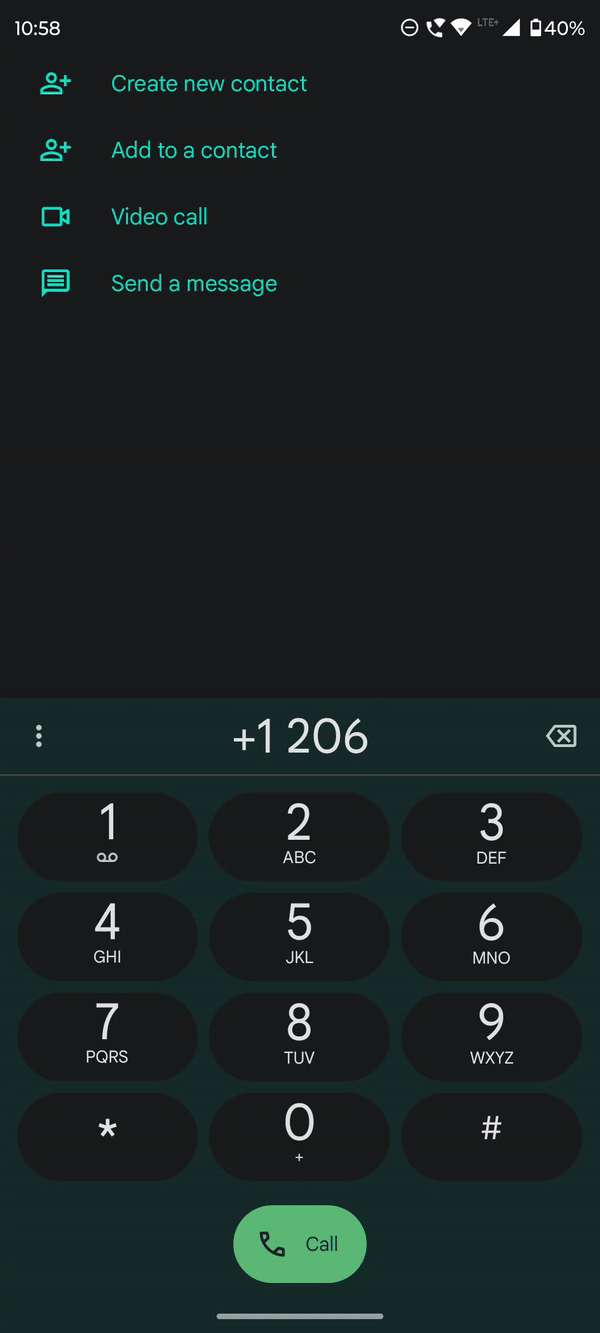 10:58 LTE+ 40%
Create new contact
Add to a contact
Video call
Send a message
+1 206
1 2 3
ABC DEF
4 5 6
GHI JKL MNO
7 8 9
PQRS TUV WXYZ
* 0 #
+
Call